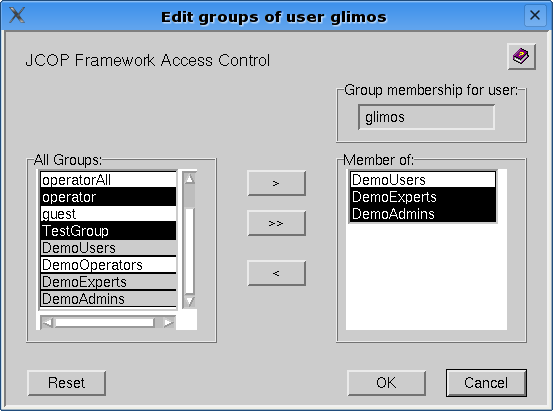 Edit groups of user glimos
JCOP Framework Access Control
Group membership for user:
glimos
All Groups:
operatorAll
operator
guest
TestGroup
DemoUsers
DemoOperators
DemoExperts
DemoAdmins
>
>>
<
Member of:
DemoUsers
DemoExperts
DemoAdmins
Reset
OK
Cancel